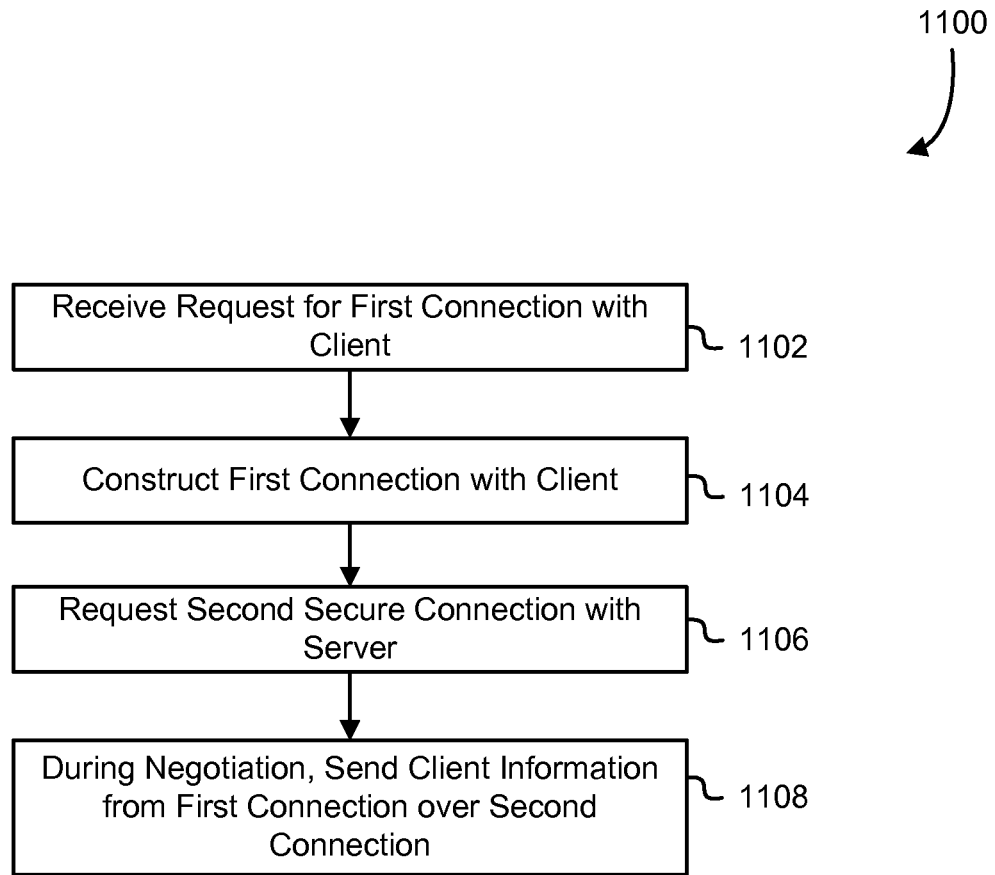 1100
Receive Request for First Connection with
Client
1102
Construct First Connection with Client
1104
Request Second Secure Connection with
Server
1106
During Negotiation, Send Client Information
from First Connection over Second
Connection
1108